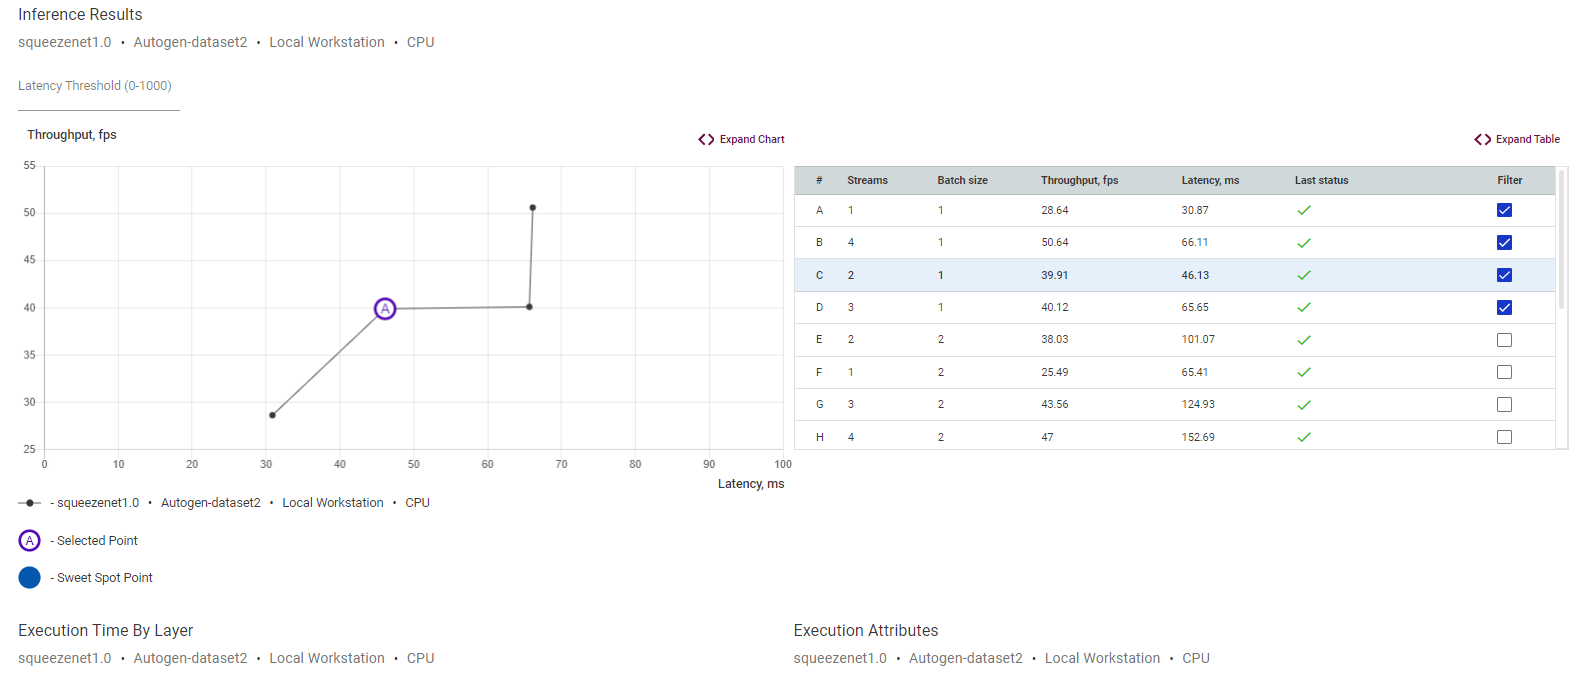 Inference Results
squeezenet1.0 • Autogen-dataset2 • Local Workstation • CPU
Latency Threshold (0-1000)
Throughput, fps
Expand Chart
55
50
45
40
35
30
25
0 10 20 30 40 50 60 70 80 90 100
A
Latency, ms
- squeezenet1.0 • Autogen-dataset2 • Local Workstation • CPU
A - Selected Point
- Sweet Spot Point
Expand Table
# Streams Batch size Throughput, fps Latency, ms Last status Filter
A 1 1 28.64 30.87
B 4 1 50.64 66.11
C 2 1 39.91 46.13
D 3 1 40.12 65.65
E 2 2 38.03 101.07
F 1 2 25.49 65.41
G 3 2 43.56 124.93
H 4 2 47 152.69
Execution Time By Layer
squeezenet1.0 • Autogen-dataset2 • Local Workstation • CPU
Execution Attributes
squeezenet1.0 • Autogen-dataset2 • Local Workstation • CPU